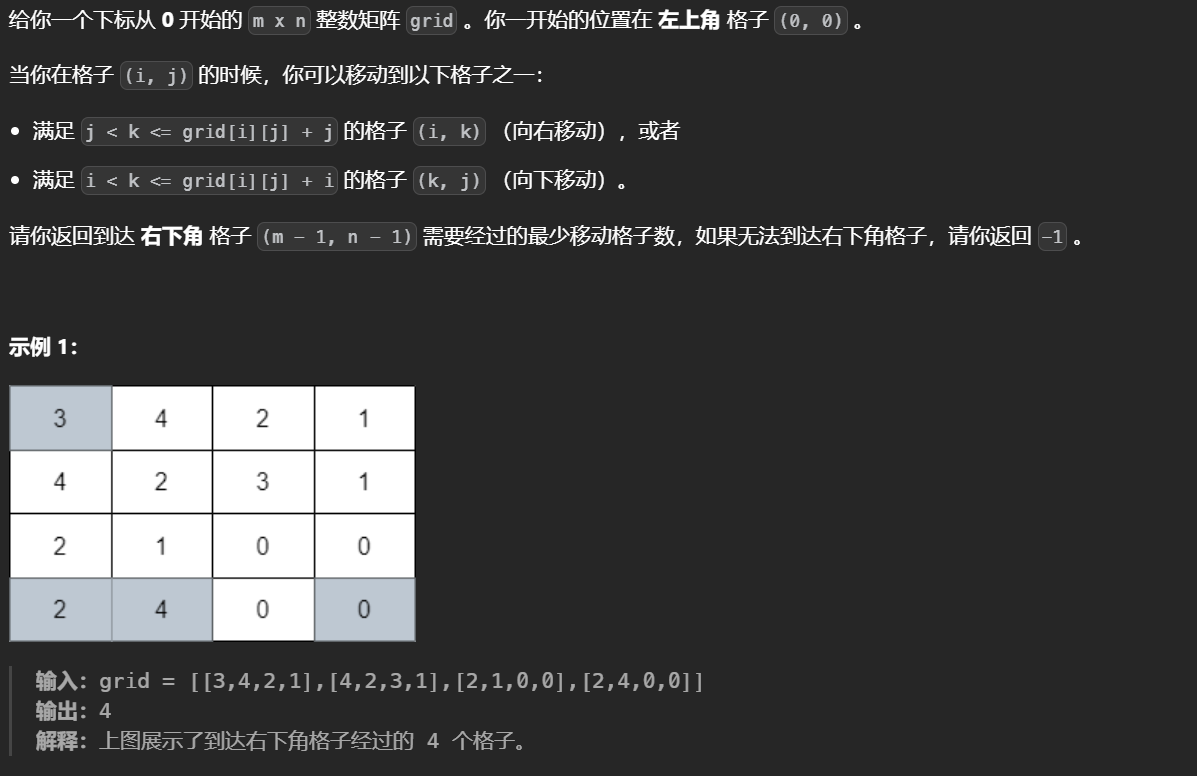 给你一个下标从 0 开始的 m x n 整数矩阵 grid 。你一开始的位置在 左上角 格子 (0, 0) 。
当你在格子 (i, j) 的时候，你可以移动到以下格子之一：
• 满足 j < k <= grid[i][j] + j 的格子 (i, k) （向右移动），或者
• 满足 i < k <= grid[i][j] + i 的格子 (k, j) （向下移动）。
请你返回到达 右下角 格子 (m - 1, n - 1) 需要经过的最少移动格子数，如果无法到达右下角格子，请你返回 -1 。
示例 1：
3 4 2 1
4 2 3 1
2 1 0 0
2 4 0 0
输入：grid = [[3,4,2,1],[4,2,3,1],[2,1,0,0],[2,4,0,0]]
输出：4
解释：上图展示了到达右下角格子经过的 4 个格子。